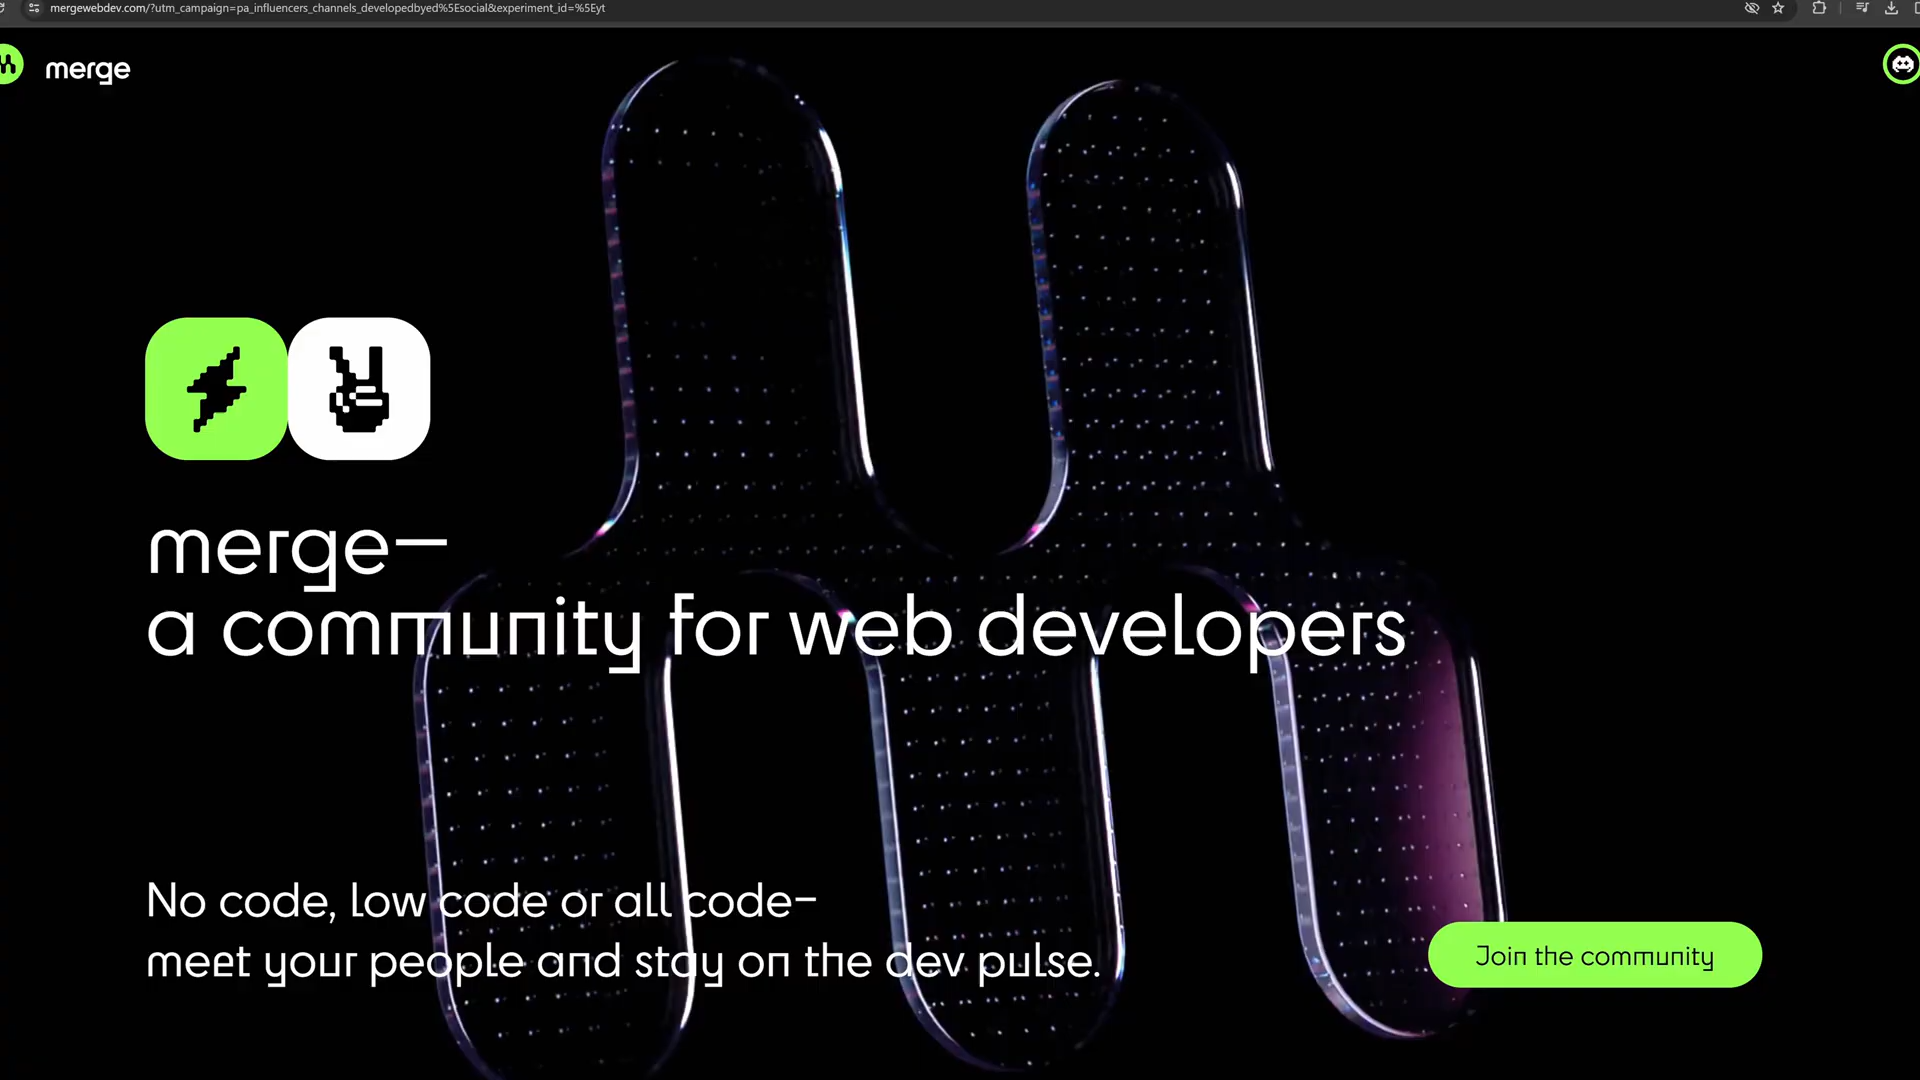 mergewebdev.com/?utm_campaign=pa_influencers_channels_developedbyed%5Esocial&experiment_id=%5Eyt
merge
merge—
a community for web developers
No code, low code or all code—
meet your people and stay on the dev pulse.
Join the community